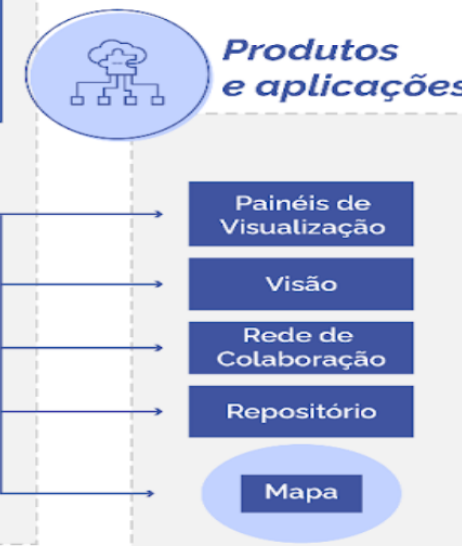 Produtos
e aplicações
Painéis de
Visualização
Visão
Rede de
Colaboração
Repositório
Mapa